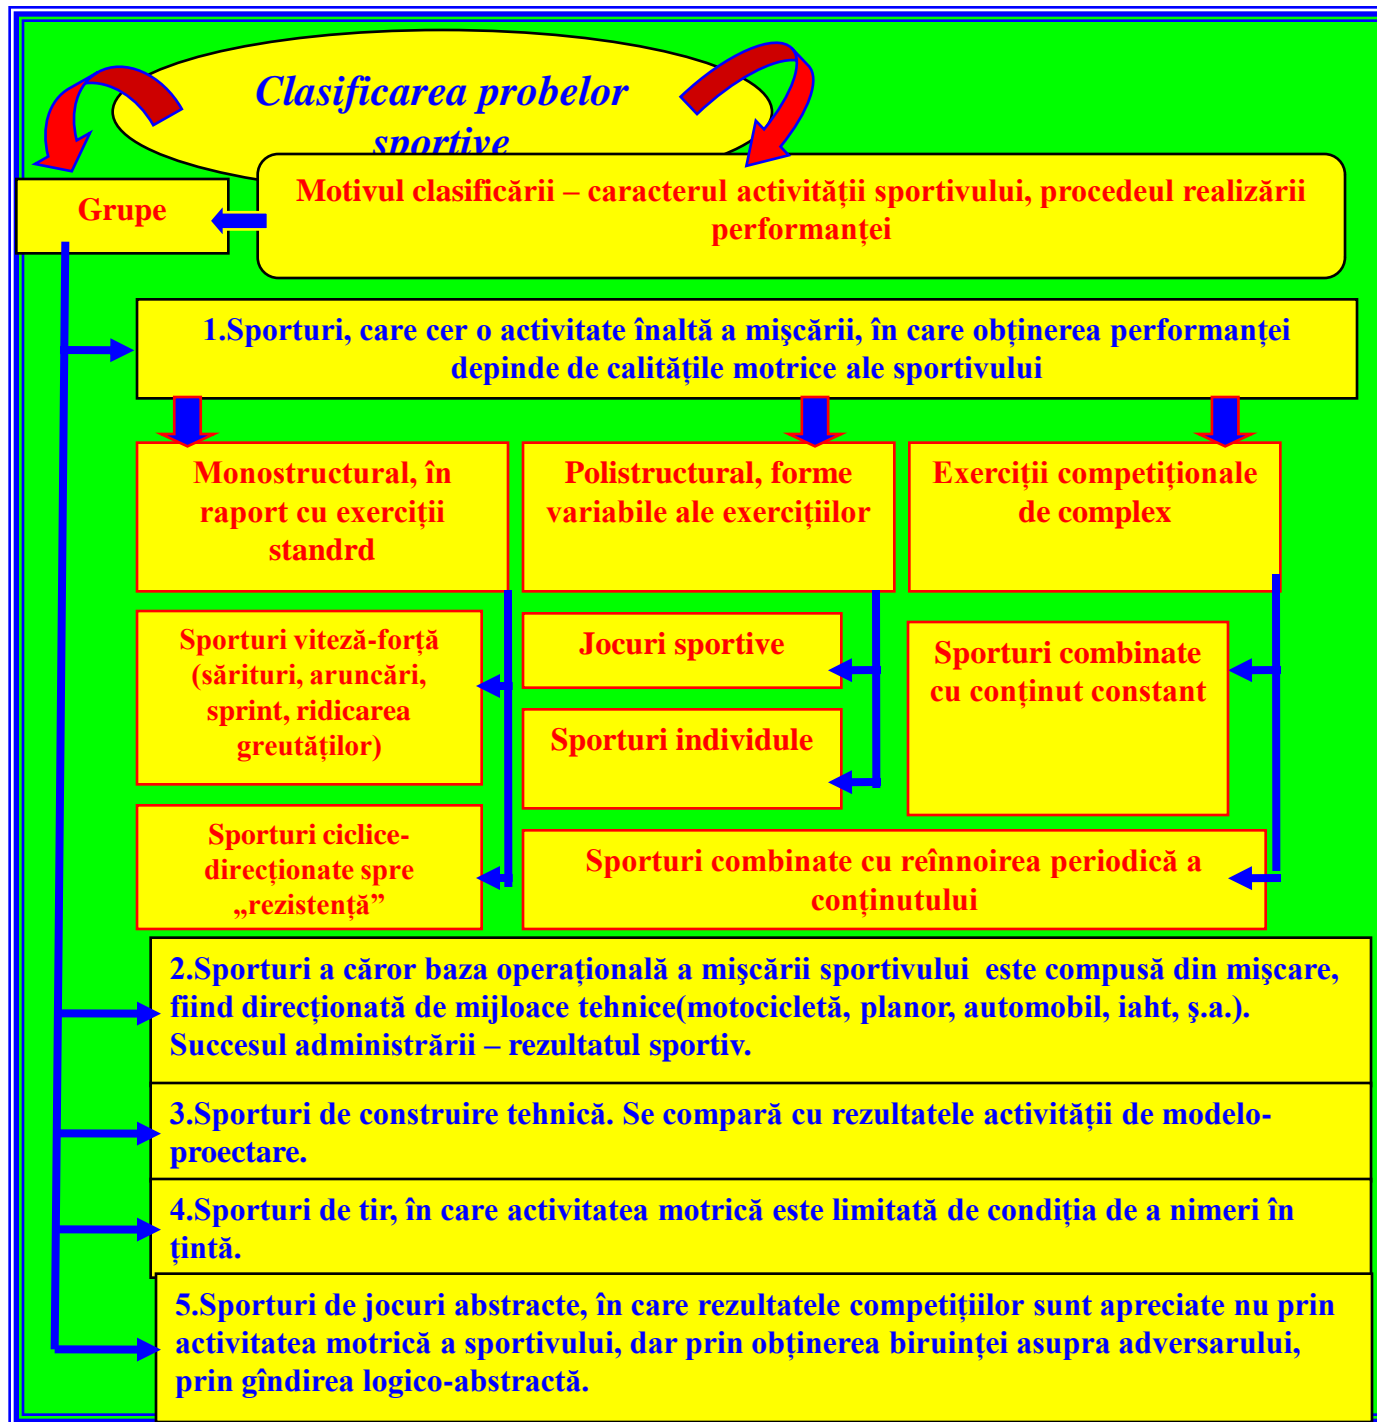 Clasificarea probelor
sportive
Grupe
Motivul clasificării – caracterul activității sportivului, procedeul realizării
performanței
1.Sporturi, care cer o activitate înaltă a mişcării, în care obținerea performanței
depinde de calitățile motrice ale sportivului
Monostructural, în
raport cu exerciții
standrd
Polistructural, forme
variabile ale exercițiilor
Exerciții competiționale
de complex
Sporturi viteză-forță
(sărituri, aruncări,
sprint, ridicarea
greutăților)
Jocuri sportive
Sporturi individule
Sporturi combinate
cu conținut constant
Sporturi ciclice-
direcționate spre
„rezistență”
Sporturi combinate cu reînnoirea periodică a
conținutului
2.Sporturi a căror baza operațională a mişcării sportivului  este compusă din mişcare,
fiind direcționată de mijloace tehnice(motocicletă, planor, automobil, iaht, ş.a.).
Succesul administrării – rezultatul sportiv.
3.Sporturi de construire tehnică. Se compară cu rezultatele activității de modelo-
proectare.
4.Sporturi de tir, în care activitatea motrică este limitată de condiția de a nimeri în
țintă.
5.Sporturi de jocuri abstracte, în care rezultatele competițiilor sunt apreciate nu prin
activitatea motrică a sportivului, dar prin obținerea biruinței asupra adversarului,
prin gîndirea logico-abstractă.